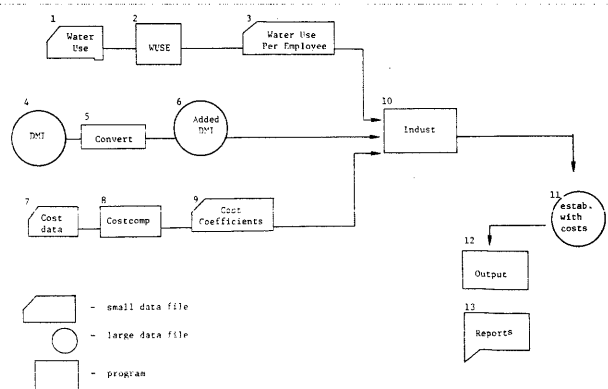 1
Water
Use
2
WUSE
3
Water Use
Per Employee
4
DMI
5
Convert
6
Added
DMI
7
Cost
data
8
Costcomp
9
Cost
Coefficients
10
Indust
11
estab.
with
costs
12
Output
13
Reports
- small data file
- large data file
- program